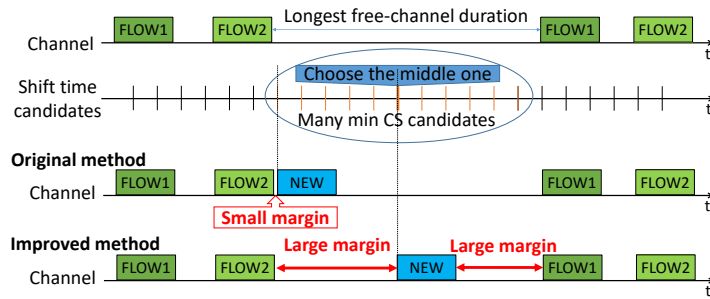 Longest free-channel duration
Channel FLOW1 FLOW2 FLOW1 FLOW2 t
Choose the middle one
Shift time candidates t
Many min CS candidates
Original method
Channel FLOW1 FLOW2 NEW FLOW1 FLOW2 t
Small margin
Improved method
Large margin Large margin
Channel FLOW1 FLOW2 NEW FLOW1 FLOW2 t